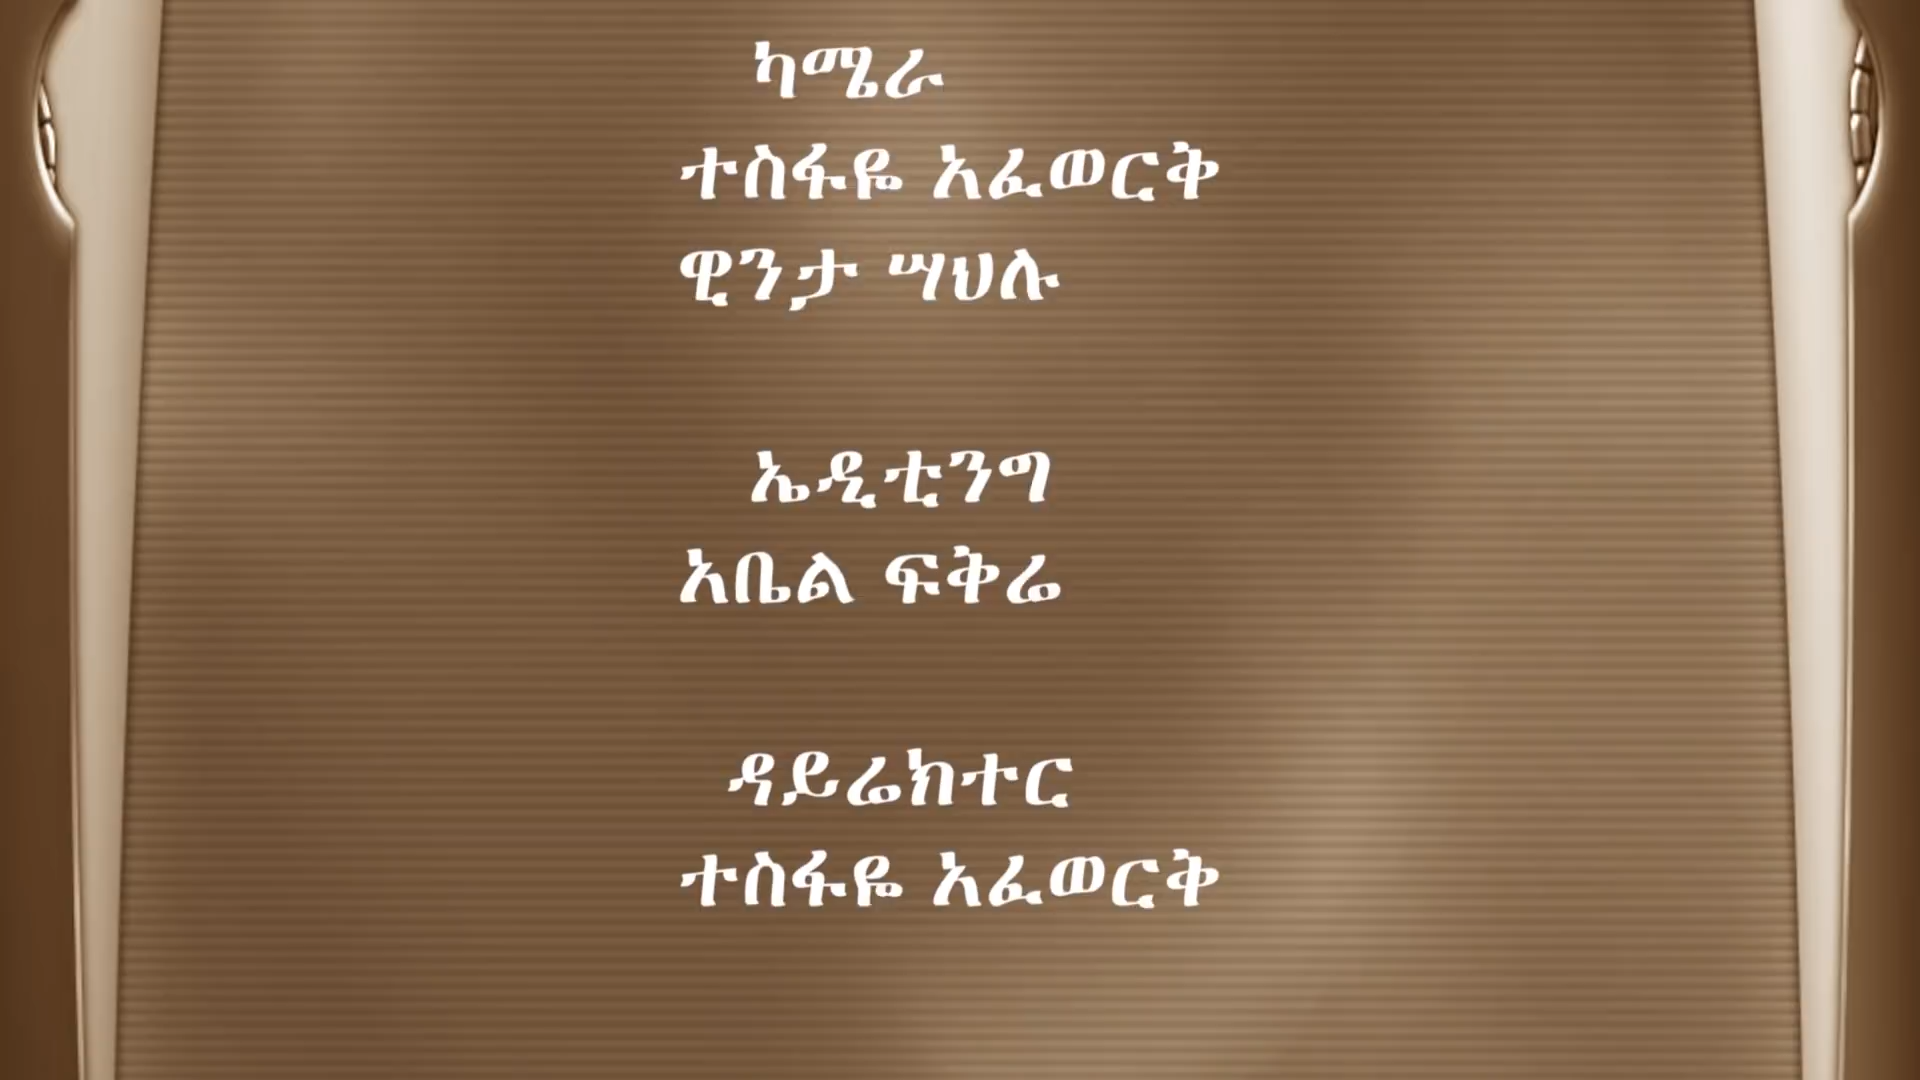 ካሜራ
ተስፋዬ አፈወርቅ
ዊንታ ሣህሉ
ኤዲቲንግ
አቤል ፍቅሬ
ዳይሬክተር
ተስፋዬ አፈወርቅ